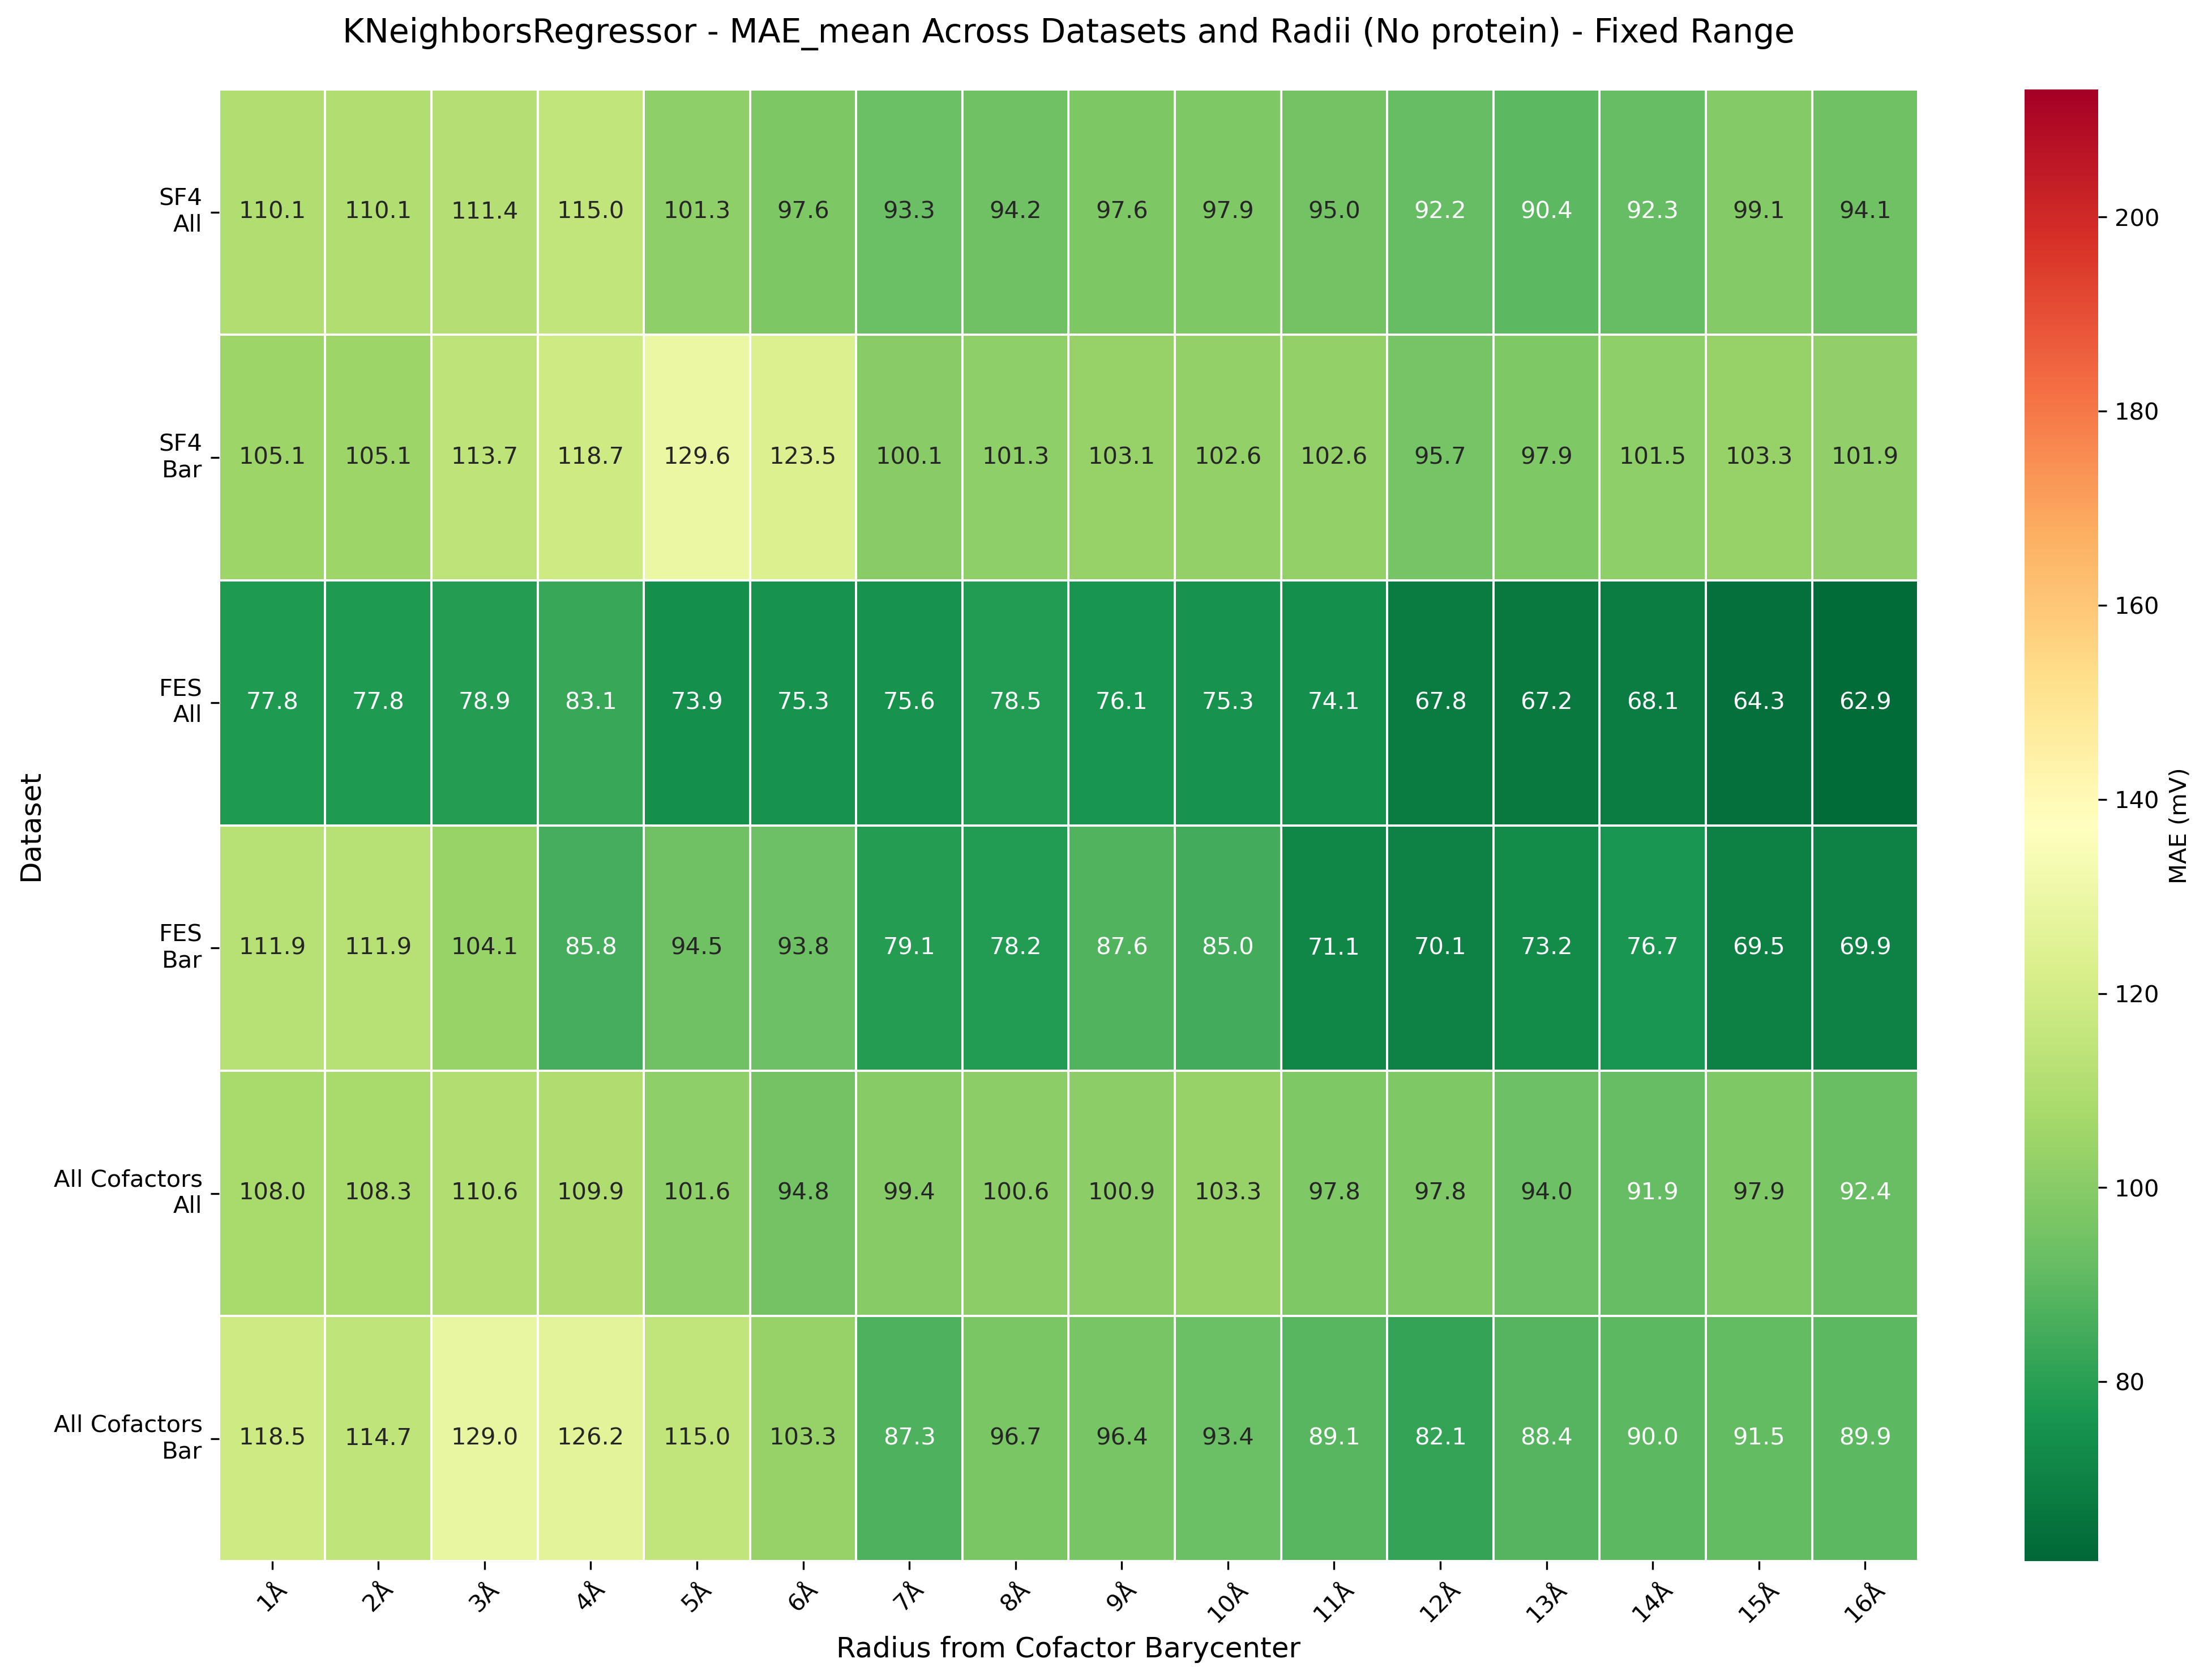 KNeighborsRegressor - MAE_mean Across Datasets and Radii (No protein) - Fixed Range
SF4
All
110.1 110.1 111.4 115.0 101.3 97.6 93.3 94.2 97.6 97.9 95.0 92.2 90.4 92.3 99.1 94.1
SF4
Bar
105.1 105.1 113.7 118.7 129.6 123.5 100.1 101.3 103.1 102.6 102.6 95.7 97.9 101.5 103.3 101.9
FES
All
77.8 77.8 78.9 83.1 73.9 75.3 75.6 78.5 76.1 75.3 74.1 67.8 67.2 68.1 64.3 62.9
FES
Bar
111.9 111.9 104.1 85.8 94.5 93.8 79.1 78.2 87.6 85.0 71.1 70.1 73.2 76.7 69.5 69.9
All Cofactors
All
108.0 108.3 110.6 109.9 101.6 94.8 99.4 100.6 100.9 103.3 97.8 97.8 94.0 91.9 97.9 92.4
All Cofactors
Bar
118.5 114.7 129.0 126.2 115.0 103.3 87.3 96.7 96.4 93.4 89.1 82.1 88.4 90.0 91.5 89.9
1Å 2Å 3Å 4Å 5Å 6Å 7Å 8Å 9Å 10Å 11Å 12Å 13Å 14Å 15Å 16Å
Radius from Cofactor Barycenter
Dataset
200
180
160
140
120
100
80
MAE (mV)